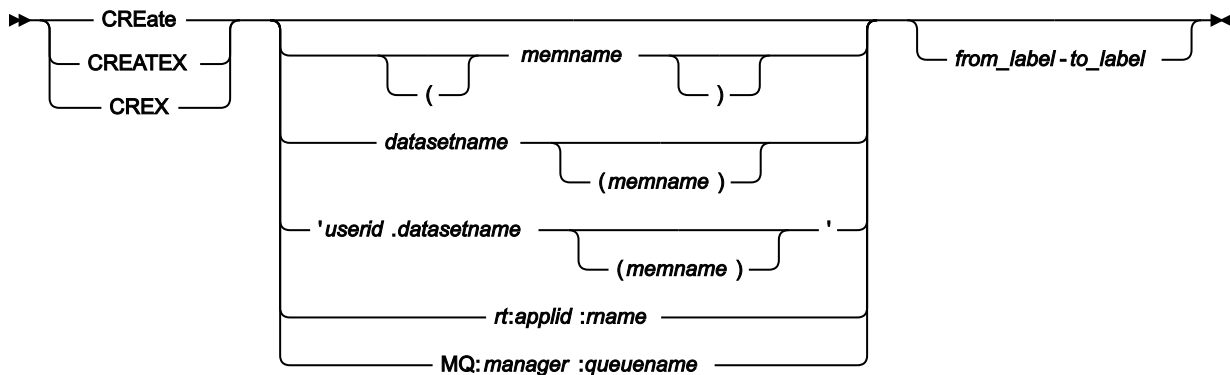 CREate
CREATEX
CREX
memname
( )
datasetname
(memname )
'userid .datasetname '
(memname )
rt:applid :rname
MQ:manager :queuename
from_label-to_label